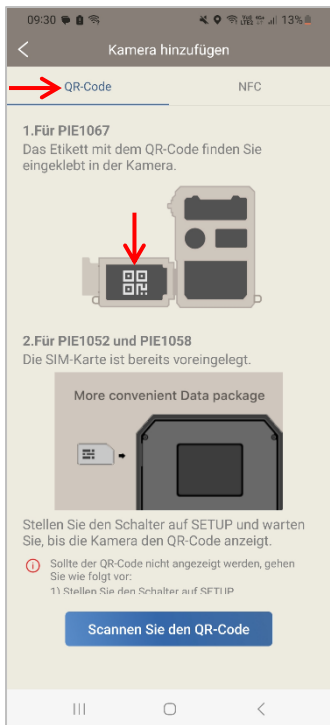 09:30
13%
Kamera hinzufügen
QR-Code
NFC
1.Für PIE1067
Das Etikett mit dem QR-Code finden Sie
eingeklebt in der Kamera.
2.Für PIE1052 und PIE1058
Die SIM-Karte ist bereits voreingelegt.
More convenient Data package
Stellen Sie den Schalter auf SETUP und warten
Sie, bis die Kamera den QR-Code anzeigt.
Sollte der QR-Code nicht angezeigt werden, gehen
Sie wie folgt vor:
1) Stellen Sie den Schalter auf SETUP
Scannen Sie den QR-Code